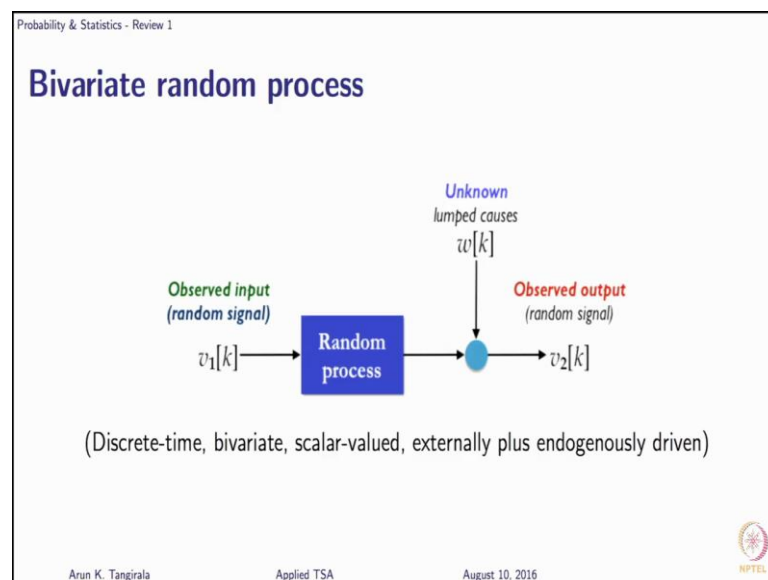 Probability & Statistics - Review 1
Bivariate random process
Unknown
lumped causes
w[k]
Observed input
(random signal)
Observed output
(random signal)
v₁[k]
Random
process
v₂[k]
(Discrete-time, bivariate, scalar-valued, externally plus endogenously driven)
NPTEL
Arun K. Tangirala Applied TSA August 10, 2016